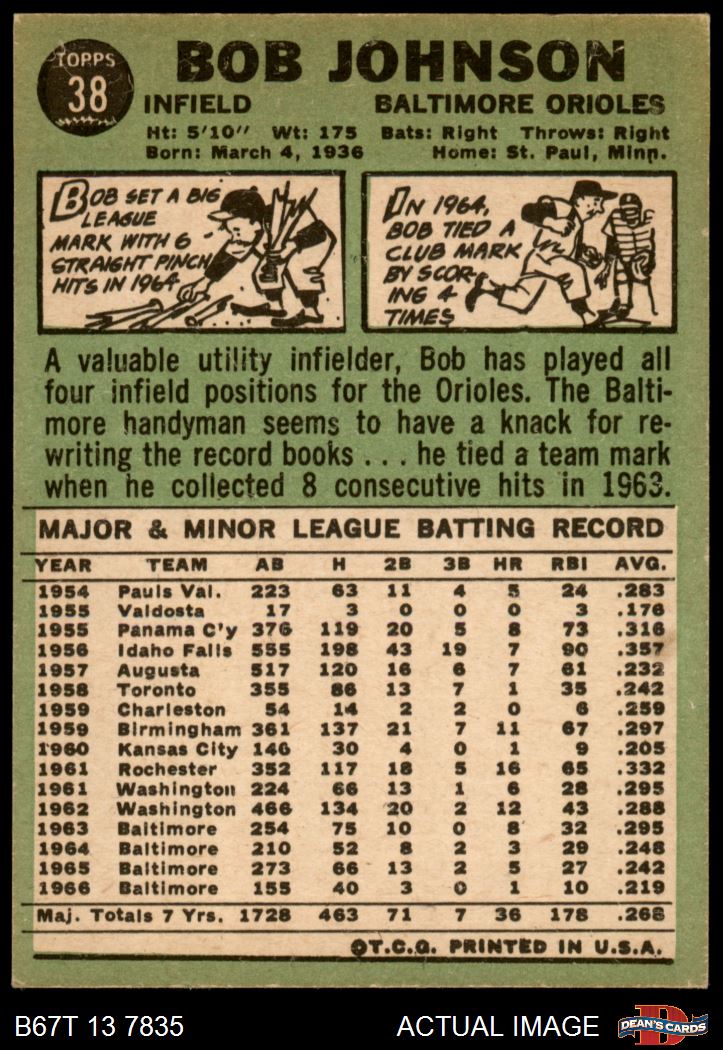 TOPPS
38
BOB JOHNSON
INFIELD BALTIMORE ORIOLES
Ht: 5'10" Wt: 175 Bats: Right Throws: Right
Born: March 4, 1936 Home: St. Paul, Minn.
BOB SET A BIG
LEAGUE
MARK WITH 6
STRAIGHT PINCH
HITS IN 1964
IN 1964,
BOB TIED A
CLUB MARK
BY SCOR-
ING 4
TIMES
A valuable utility infielder, Bob has played all
four infield positions for the Orioles. The Balti-
more handyman seems to have a knack for re-
writing the record books . . . he tied a team mark
when he collected 8 consecutive hits in 1963.
MAJOR & MINOR LEAGUE BATTING RECORD
YEAR TEAM AB H 2B 3B HR RBI AVG.
1954 Pauls Val. 223 63 11 4 5 24 .283
1955 Valdosta 17 3 0 0 0 3 .176
1955 Panama C'y 376 119 20 5 8 73 .316
1956 Idaho Falls 555 198 43 19 7 90 .357
1957 Augusta 517 120 16 6 7 61 .232
1958 Toronto 355 86 13 7 1 35 .242
1959 Charleston 54 14 2 2 0 6 .259
1959 Birmingham 361 137 21 7 11 67 .297
1960 Kansas City 146 30 4 0 1 9 .205
1961 Rochester 352 117 18 5 16 65 .332
1961 Washington 224 66 13 1 6 28 .295
1962 Washington 466 134 20 2 12 43 .288
1963 Baltimore 254 75 10 0 8 32 .295
1964 Baltimore 210 52 8 2 3 29 .248
1965 Baltimore 273 66 13 2 5 27 .242
1966 Baltimore 155 40 3 0 1 10 .219
Maj. Totals 7 Yrs. 1728 463 71 7 36 178 .268
©T.C.G. PRINTED IN U.S.A.
B67T 13 7835 ACTUAL IMAGE
DEAN'S CARDS